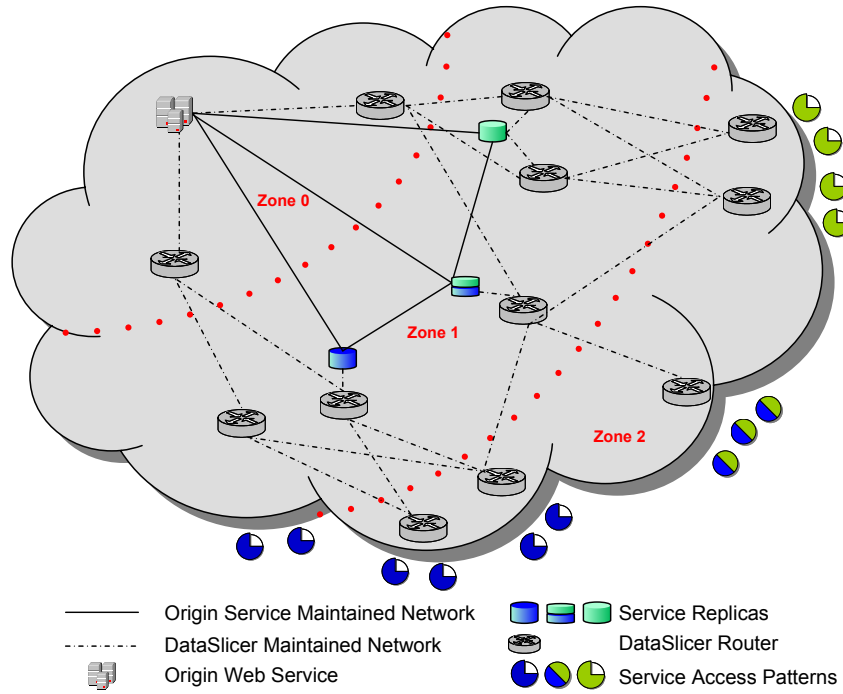 Zone 0
Zone 1
Zone 2
Origin Service Maintained Network
Service Replicas
DataSlicer Maintained Network
DataSlicer Router
Origin Web Service
Service Access Patterns